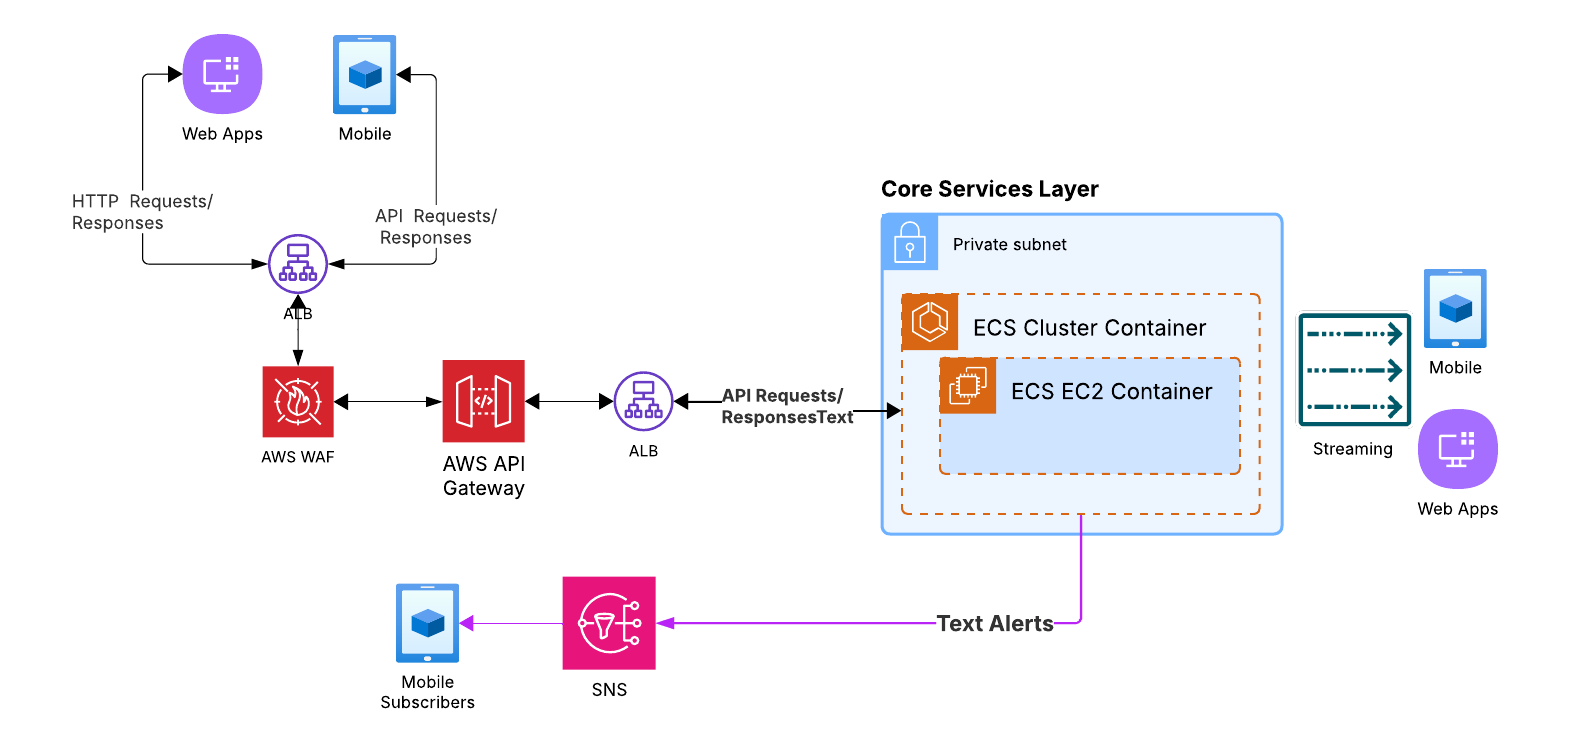 Web Apps
Mobile
HTTP  Requests/
Responses
API  Requests/
Responses
ALB
AWS WAF
AWS API
Gateway
ALB
API Requests/
ResponsesText
Core Services Layer
Private subnet
ECS Cluster Container
ECS EC2 Container
Mobile
Streaming
Web Apps
Text Alerts
SNS
Mobile
Subscribers